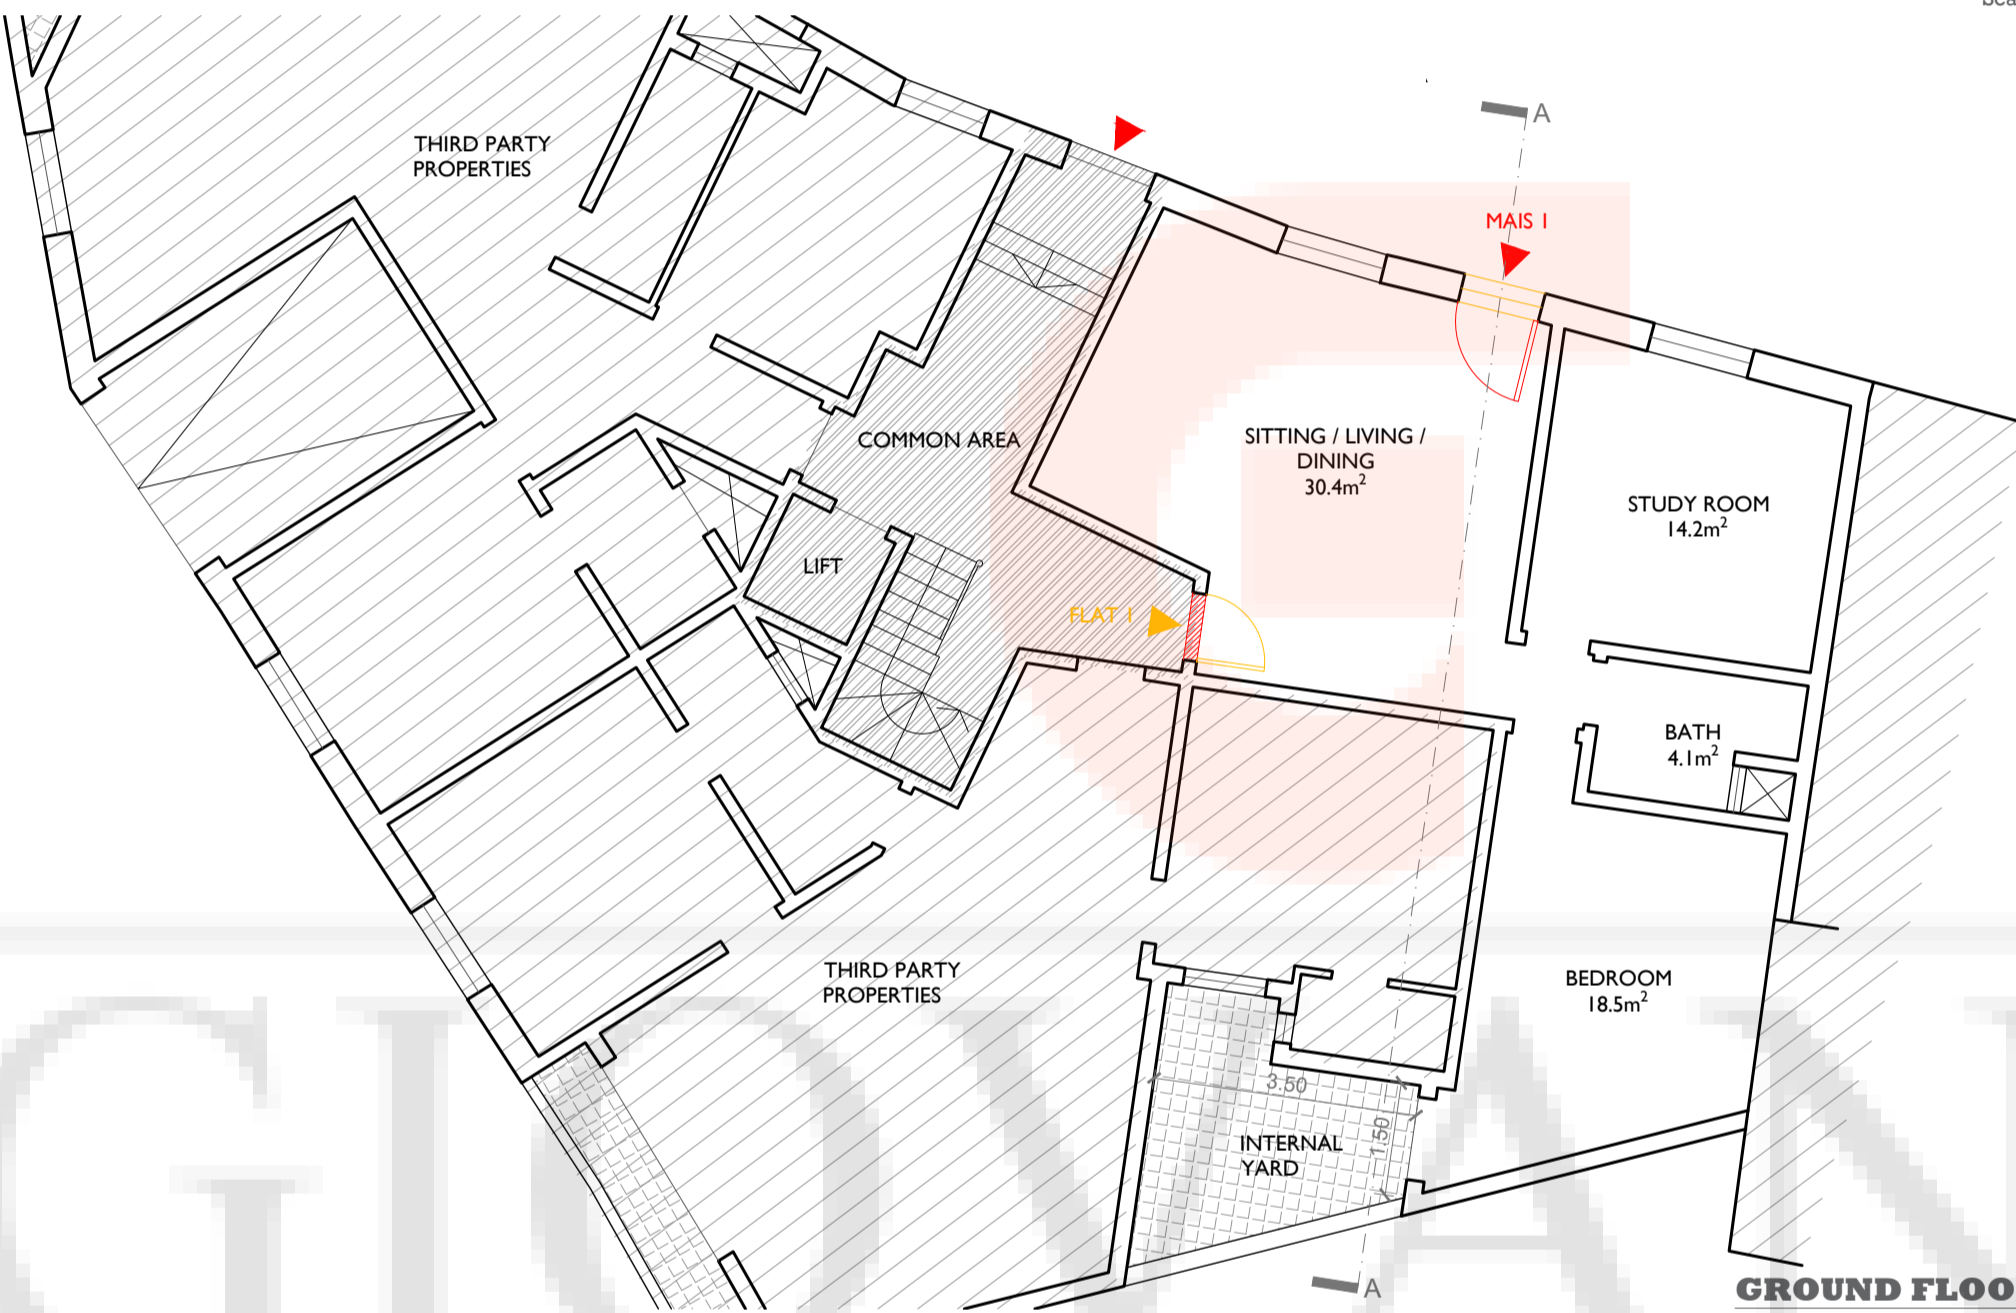 A
THIRD PARTY
PROPERTIES
MAIS 1
COMMON AREA
SITTING / LIVING /
DINING
30.4m²
STUDY ROOM
14.2m²
LIFT
FLAT 1
BATH
4.1m²
THIRD PARTY
PROPERTIES
BEDROOM
18.5m²
GIOVAN
3.50
1.50
INTERNAL
YARD
A
GROUND FLOO